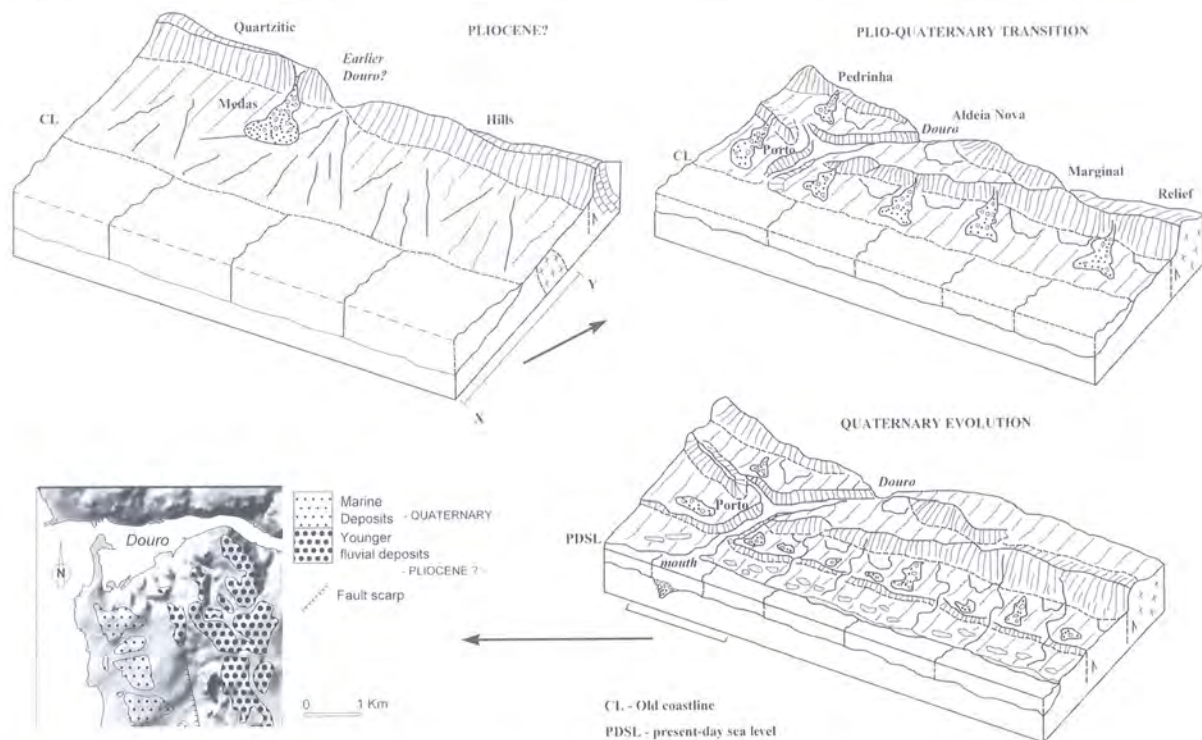 Quartzitic
PLIOCENE?
Earlier
Douro?
Medas
CL
Hills
Y
X
PLIO-QUATERNARY TRANSITION
Pedrinha
Aldeia Nova
Douro
Porto
CL
Marginal
Relief
QUATERNARY EVOLUTION
Douro
Porto
PDSL
mouth
Marine
Deposits - QUATERNARY -
Younger
fluvial deposits
- PLIOCENE ? -
Fault scarp
Douro
N
0 1 Km
CL - Old coastline
PDSL - present-day sea level